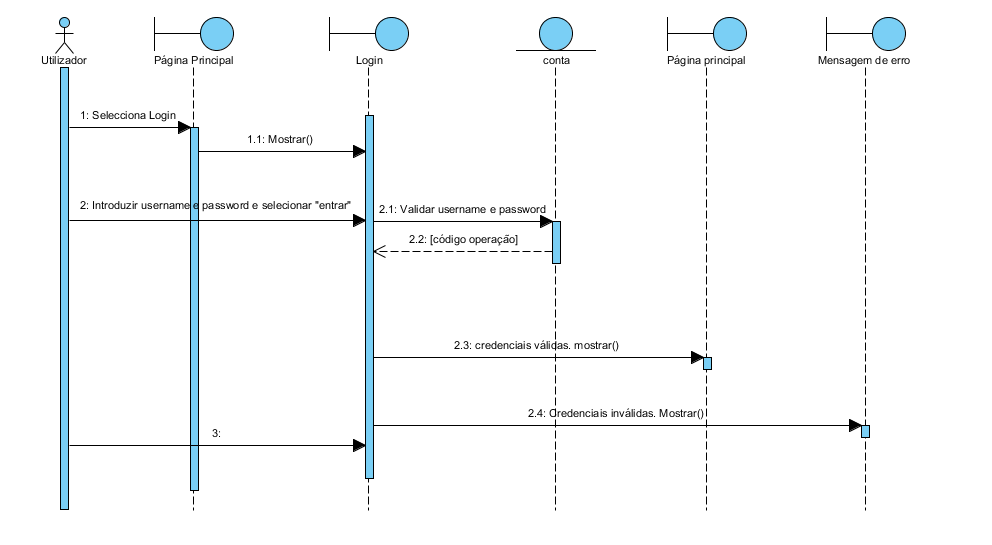 Utilizador
Página Principal
Login
conta
Página principal
Mensagem de erro
1: Selecciona Login
1.1: Mostrar()
2: Introduzir username e password e selecionar "entrar"
2.1: Validar username e password
2.2: [código operação]
2.3: credenciais válidas. mostrar()
2.4: Credenciais inválidas. Mostrar()
3: